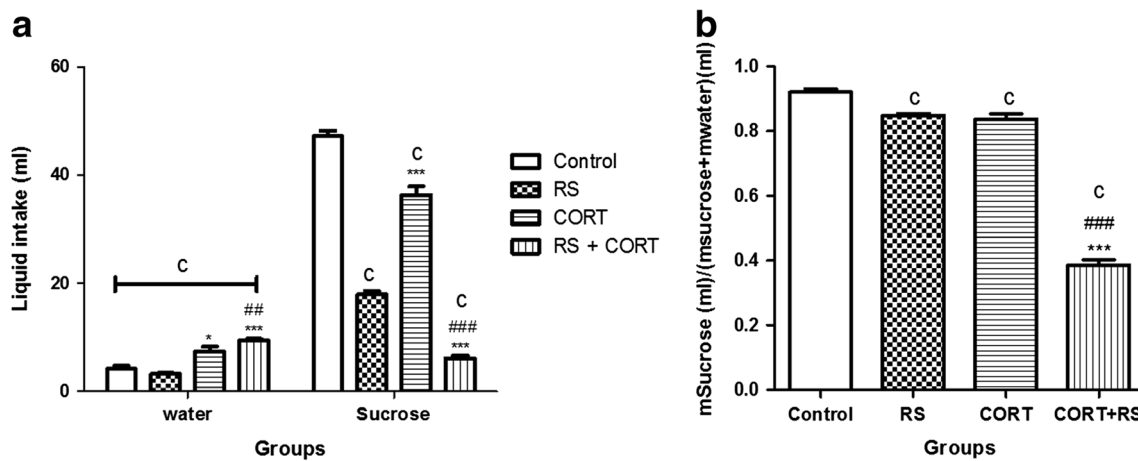 a
Liquid intake (ml)
60
40
20
0
C
*
##
***
C
C
***
C
###
***
water
Sucrose
Groups
Control
RS
CORT
RS + CORT
b
mSucrose (ml)/(msucrose+mwater)(ml)
1.0
0.8
0.6
0.4
0.2
0.0
C
C
C
###
***
Control
RS
CORT
CORT+RS
Groups